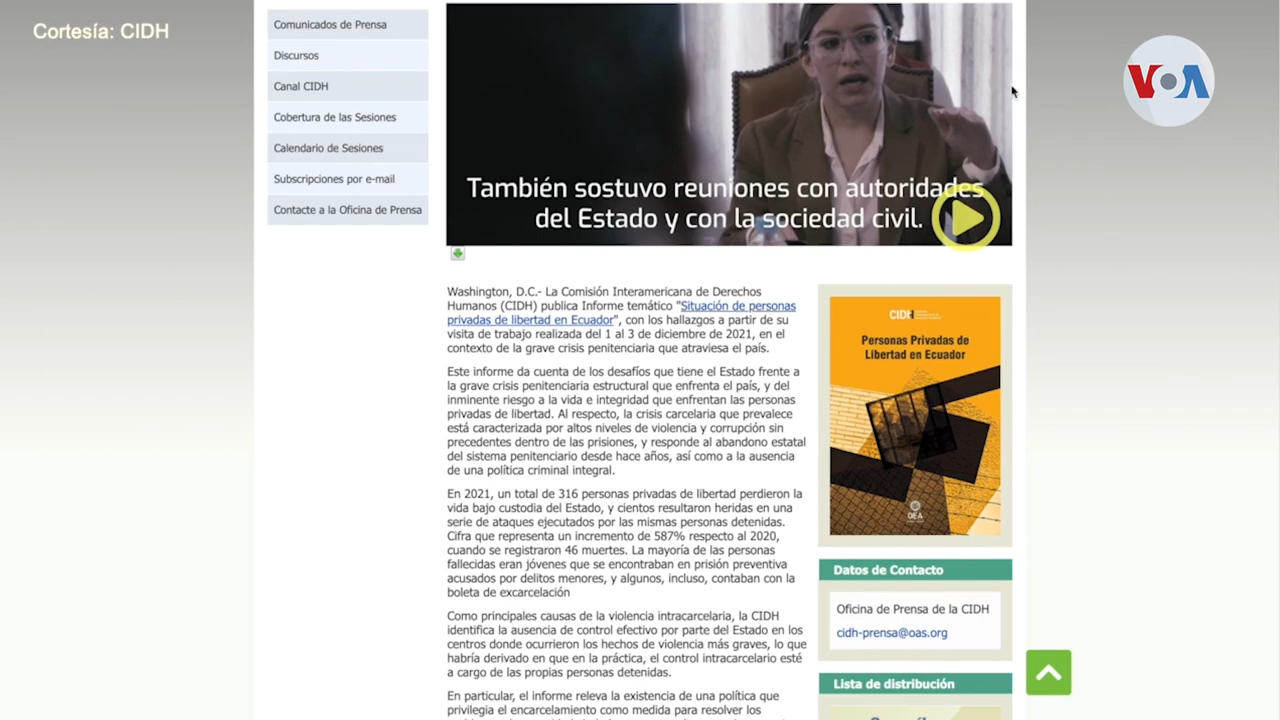 Cortesía: CIDH
VOA
Comunicados de Prensa
Discursos
Canal CIDH
Cobertura de las Sesiones
Calendario de Sesiones
Subscripciones por e-mail
Contacte a la Oficina de Prensa
También sostuvo reuniones con autoridades
del Estado y con la sociedad civil.
Washington, D.C.- La Comisión Interamericana de Derechos
Humanos (CIDH) publica Informe temático "Situación de personas
privadas de libertad en Ecuador", con los hallazgos a partir de su
visita de trabajo realizada del 1 al 3 de diciembre de 2021, en el
contexto de la grave crisis penitenciaria que atraviesa el país.
Este informe da cuenta de los desafíos que tiene el Estado frente a
la grave crisis penitenciaria estructural que enfrenta el país, y del
inminente riesgo a la vida e integridad que enfrentan las personas
privadas de libertad. Al respecto, la crisis carcelaria que prevalece
está caracterizada por altos niveles de violencia y corrupción sin
precedentes dentro de las prisiones, y responde al abandono estatal
del sistema penitenciario desde hace años, así como a la ausencia
de una política criminal integral.
En 2021, un total de 316 personas privadas de libertad perdieron la
vida bajo custodia del Estado, y cientos resultaron heridas en una
serie de ataques ejecutados por las mismas personas detenidas.
Cifra que representa un incremento de 587% respecto al 2020,
cuando se registraron 46 muertes. La mayoría de las personas
fallecidas eran jóvenes que se encontraban en prisión preventiva
acusados por delitos menores, y algunos, incluso, contaban con la
boleta de excarcelación
Como principales causas de la violencia intracarcelaria, la CIDH
identifica la ausencia de control efectivo por parte del Estado en los
centros donde ocurrieron los hechos de violencia más graves, lo que
habría derivado en que en la práctica, el control intracarcelario esté
a cargo de las propias personas detenidas.
En particular, el informe releva la existencia de una política que
privilegia el encarcelamiento como medida para resolver los
CIDH
Personas Privadas de
Libertad en Ecuador
OEA
Datos de Contacto
Oficina de Prensa de la CIDH
cidh-prensa@oas.org
Lista de distribución